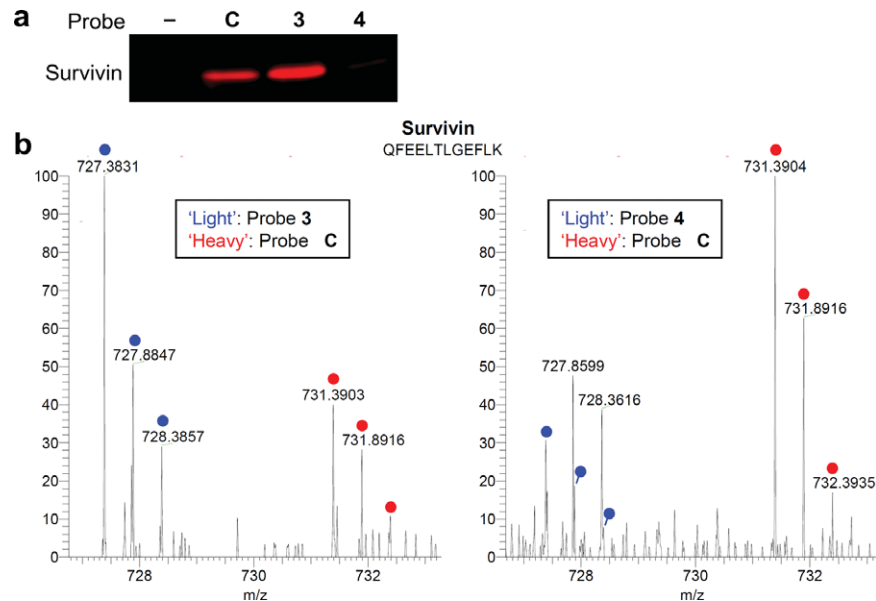 a
Probe – C 3 4
Survivin
b
Survivin
QFEELTLGEFLK
727.3831
100
90
80
70
60
50
40
30
20
10
0
'Light': Probe 3
'Heavy': Probe C
727.8847
728.3857
731.3903
731.8916
728 730 732
m/z
731.3904
100
90
80
70
60
50
40
30
20
10
0
'Light': Probe 4
'Heavy': Probe C
731.8916
727.8599
728.3616
732.3935
728 730 732
m/z